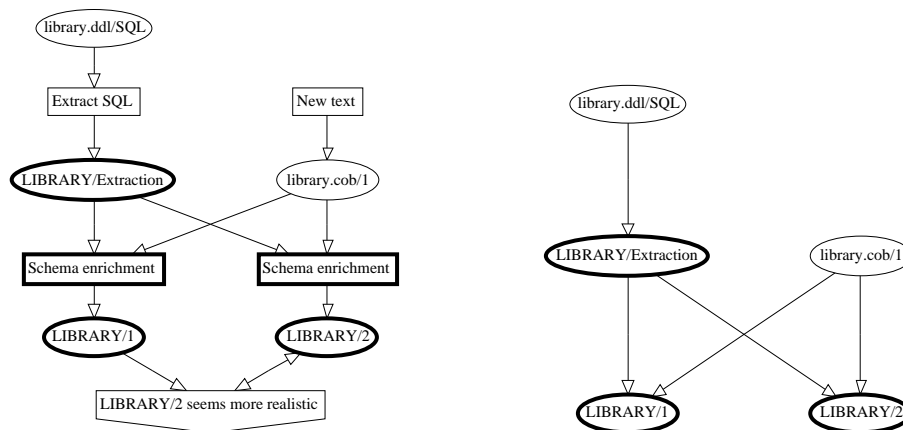 library.ddl/SQL
Extract SQL
New text
LIBRARY/Extraction
library.cob/1
Schema enrichment
Schema enrichment
LIBRARY/1
LIBRARY/2
LIBRARY/2 seems more realistic
library.ddl/SQL
LIBRARY/Extraction
library.cob/1
LIBRARY/1
LIBRARY/2